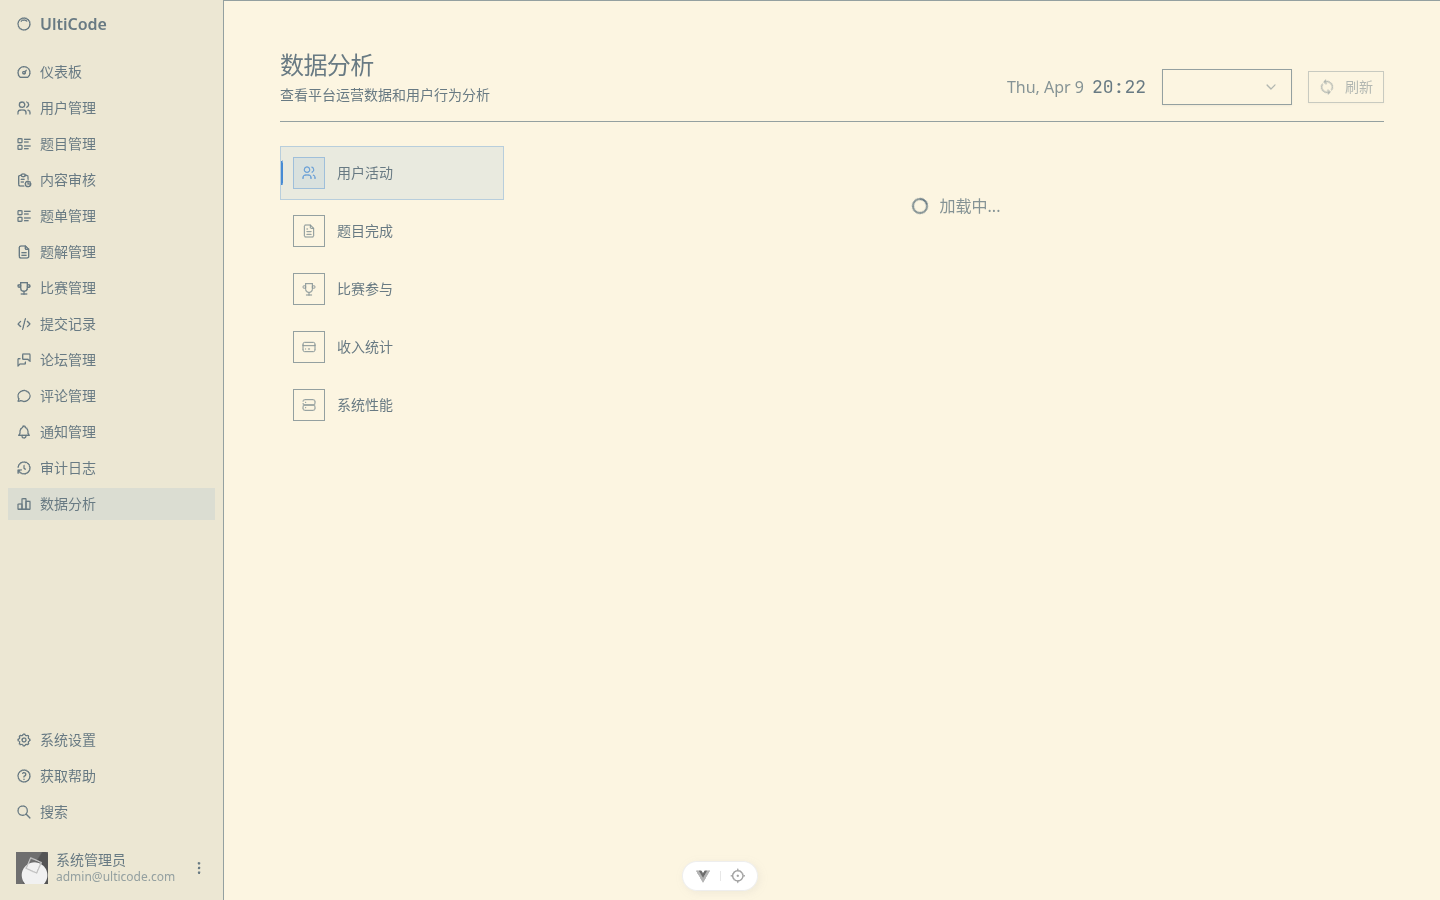 UltiCode
仪表板
用户管理
题目管理
内容审核
题单管理
题解管理
比赛管理
提交记录
论坛管理
评论管理
通知管理
审计日志
数据分析
系统设置
获取帮助
搜索
系统管理员
admin@ulticode.com
数据分析
查看平台运营数据和用户行为分析
Thu, Apr 9 20:22
刷新
用户活动
题目完成
比赛参与
收入统计
系统性能
加载中...